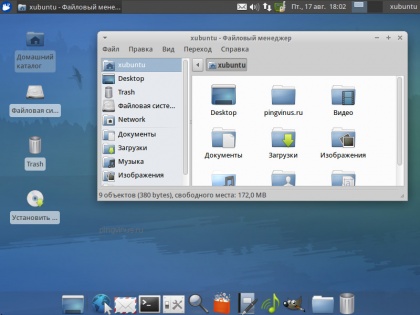 xubuntu - Файловый мене...
Пт., 17 авг. 18:02
xubuntu
Домашний каталог
Файловая си...
Trash
Установить ...
xubuntu - Файловый менеджер
Файл Правка Вид Переход Справка
xubuntu
Desktop
Trash
Файловая систе...
Network
Документы
Загрузки
Музыка
Изображения
xubuntu
Desktop
pingvinus.ru
Видео
Документы
Загрузки
Изображения
9 объектов (380 bytes), свободного места: 172,0 MB